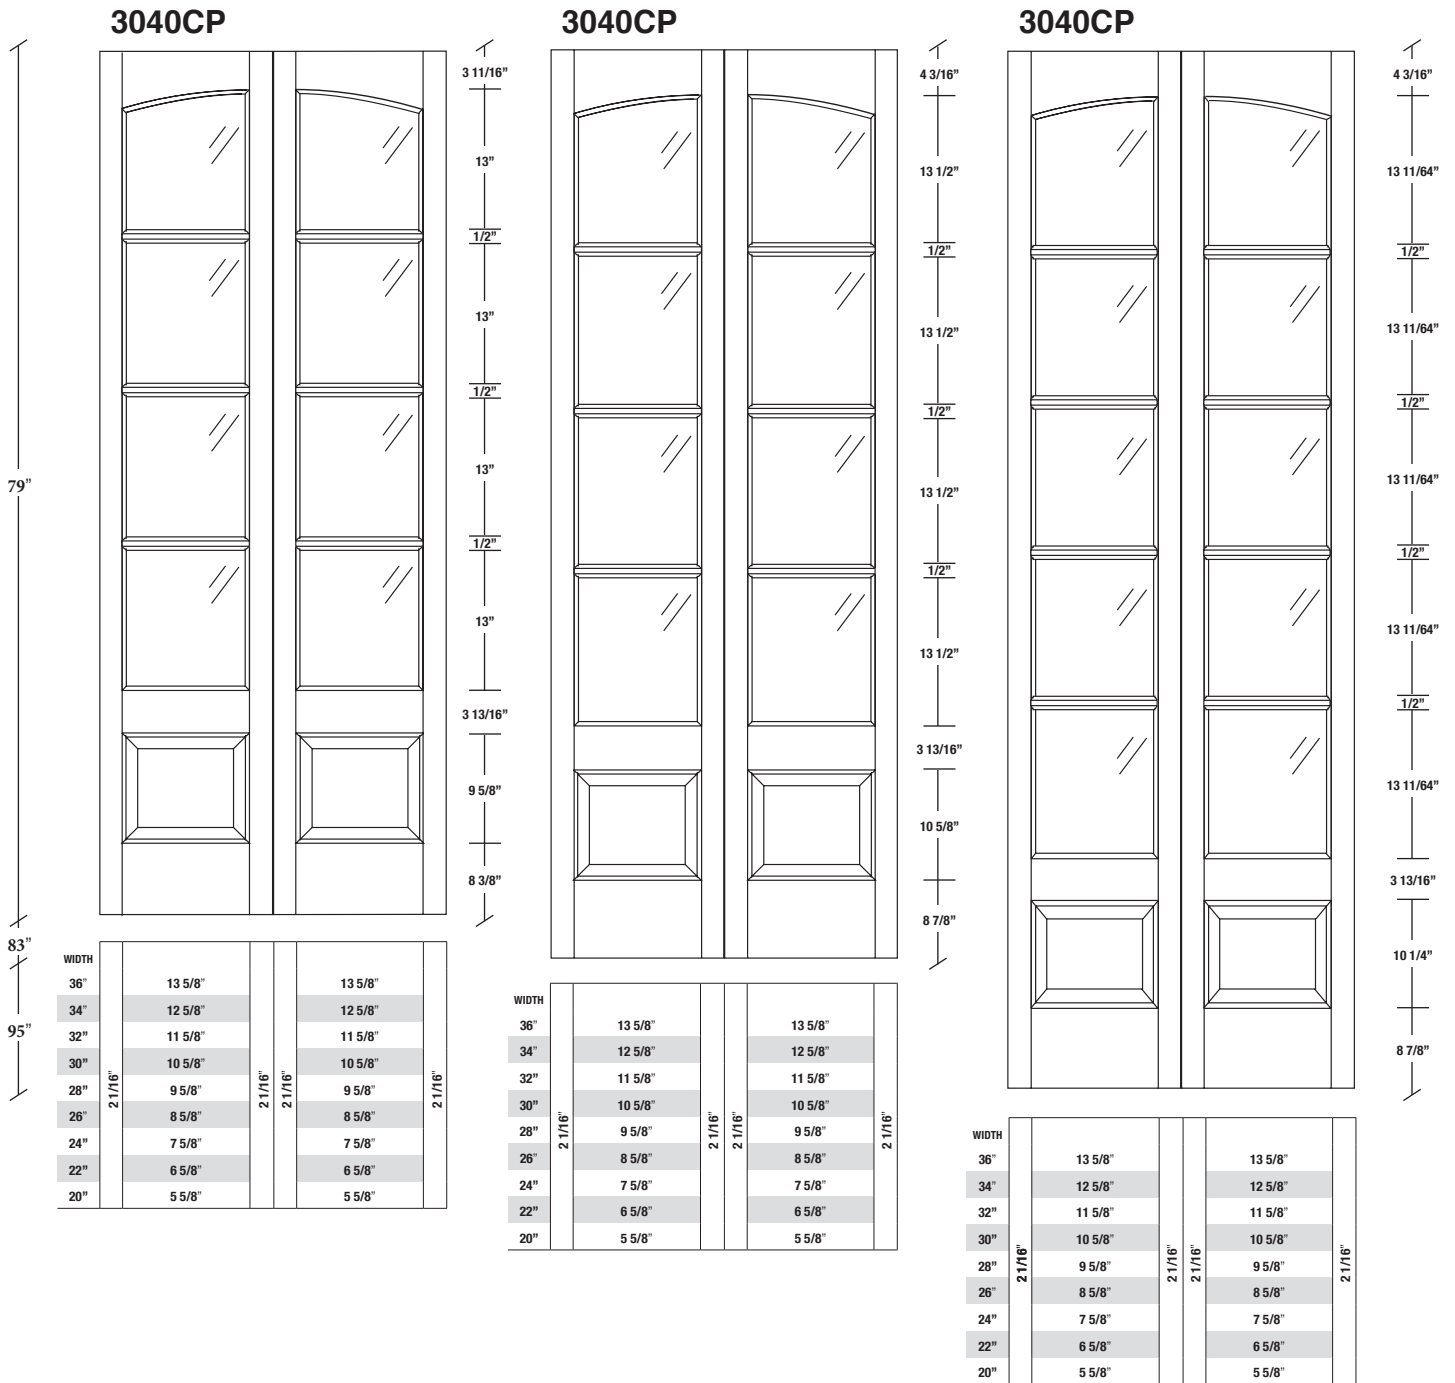 3040CP
3040CP
3040CP
79”
83”
95”
3 11/16”
13”
1/2”
13”
1/2”
13”
1/2”
13”
3 13/16”
9 5/8”
8 3/8”
4 3/16”
13 1/2”
1/2”
13 1/2”
1/2”
13 1/2”
1/2”
13 1/2”
3 13/16”
10 5/8”
8 7/8”
4 3/16”
13 11/64”
1/2”
13 11/64”
1/2”
13 11/64”
1/2”
13 11/64”
1/2”
13 11/64”
3 13/16”
10 1/4”
8 7/8”
WIDTH
36” 13 5/8” 13 5/8”
34” 12 5/8” 12 5/8”
32” 11 5/8” 11 5/8”
30” 10 5/8” 10 5/8”
28” 9 5/8” 9 5/8”
26” 8 5/8” 8 5/8”
24” 7 5/8” 7 5/8”
22” 6 5/8” 6 5/8”
20” 5 5/8” 5 5/8”
2 1/16”
2 1/16”
2 1/16”
2 1/16”
WIDTH
36” 13 5/8” 13 5/8”
34” 12 5/8” 12 5/8”
32” 11 5/8” 11 5/8”
30” 10 5/8” 10 5/8”
28” 9 5/8” 9 5/8”
26” 8 5/8” 8 5/8”
24” 7 5/8” 7 5/8”
22” 6 5/8” 6 5/8”
20” 5 5/8” 5 5/8”
2 1/16”
2 1/16”
2 1/16”
2 1/16”
WIDTH
36” 13 5/8” 13 5/8”
34” 12 5/8” 12 5/8”
32” 11 5/8” 11 5/8”
30” 10 5/8” 10 5/8”
28” 9 5/8” 9 5/8”
26” 8 5/8” 8 5/8”
24” 7 5/8” 7 5/8”
22” 6 5/8” 6 5/8”
20” 5 5/8” 5 5/8”
2 1/16”
2 1/16”
2 1/16”
2 1/16”